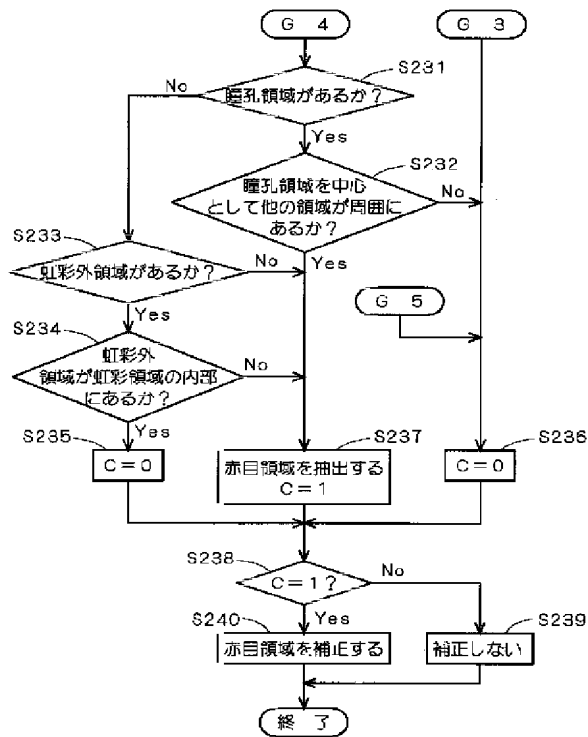 G 4
G 3
S231
瞳孔領域があるか？
No
Yes
S232
瞳孔領域を中心
として他の領域が周囲に
あるか？
No
Yes
S233
虹彩外領域があるか？
No
Yes
G 5
S234
虹彩外
領域が虹彩領域の内部
にあるか？
No
Yes
S235
C＝0
S237
赤目領域を抽出する
C＝1
S236
C＝0
S238
C＝1？
No
Yes
S240
赤目領域を補正する
S239
補正しない
終 了